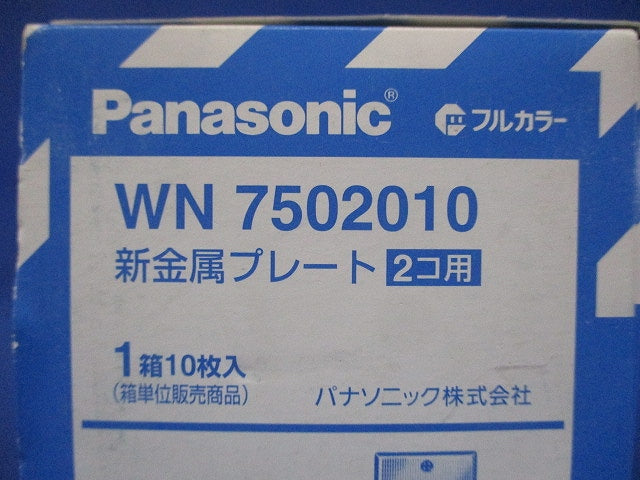 Panasonic® フルカラー
WN 7502010
新金属プレート 2コ用
1箱10枚入
(箱単位販売商品) パナソニック株式会社